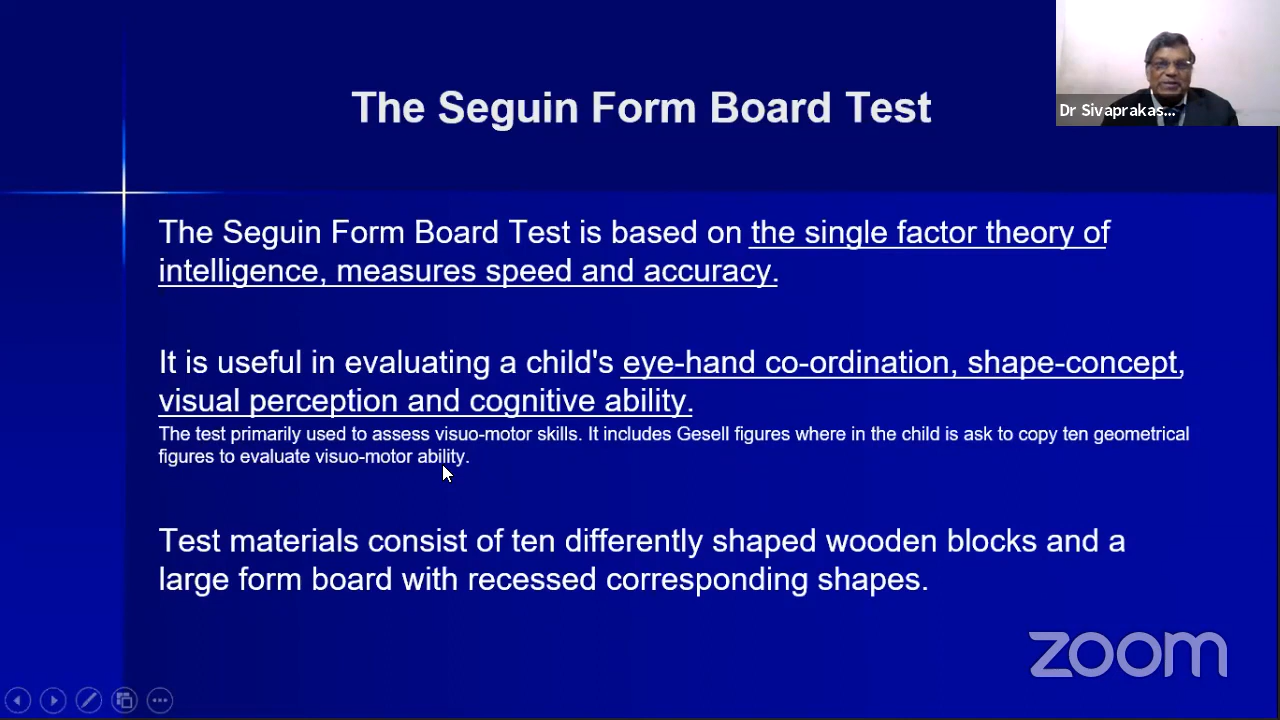 The Seguin Form Board Test
Dr Sivaprakas...
The Seguin Form Board Test is based on the single factor theory of
intelligence, measures speed and accuracy.
It is useful in evaluating a child's eye-hand co-ordination, shape-concept,
visual perception and cognitive ability.
The test primarily used to assess visuo-motor skills. It includes Gesell figures where in the child is ask to copy ten geometrical
figures to evaluate visuo-motor ability.
Test materials consist of ten differently shaped wooden blocks and a
large form board with recessed corresponding shapes.
zoom